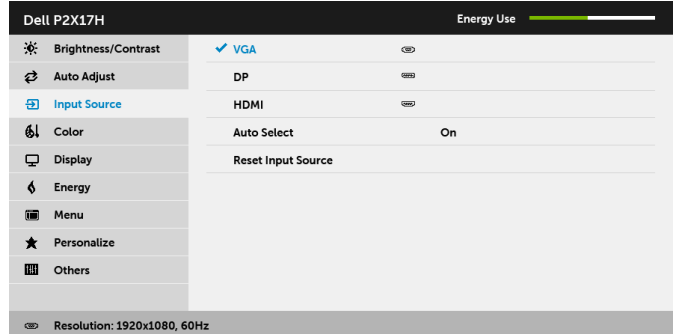 Dell P2X17H
Energy Use
Brightness/Contrast
VGA
Auto Adjust
DP
Input Source
HDMI
Color
Auto Select
On
Display
Reset Input Source
Energy
Menu
Personalize
Others
Resolution: 1920x1080, 60Hz